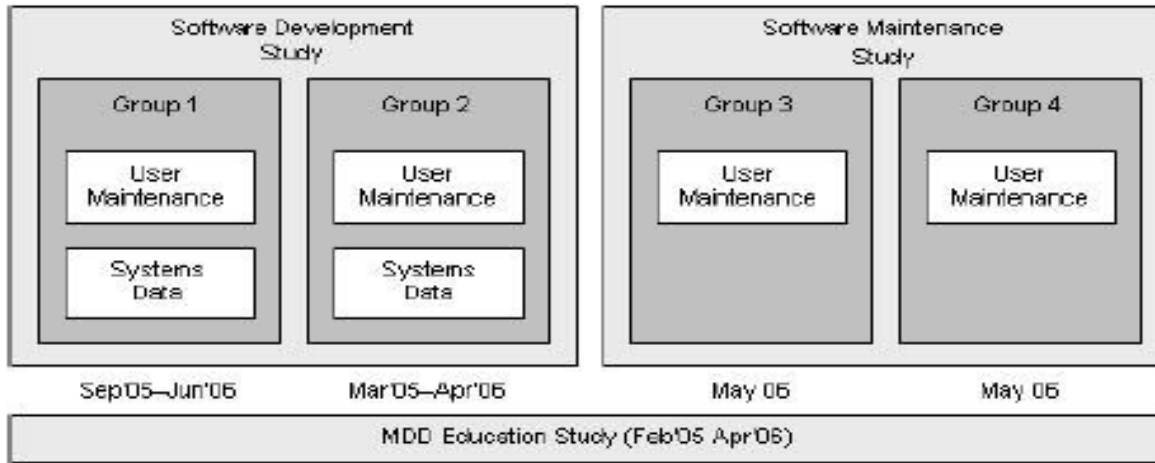 Software Development
Study
Software Maintenance
Study
Group 1
Group 2
Group 3
Group 4
User
Maintenance
User
Maintenance
User
Maintenance
User
Maintenance
Systems
Data
Systems
Data
Sep'05–Jun'06
Mar'05–Apr'06
May 06
May 06
MDD Education Study (Feb'05 Apr'06)